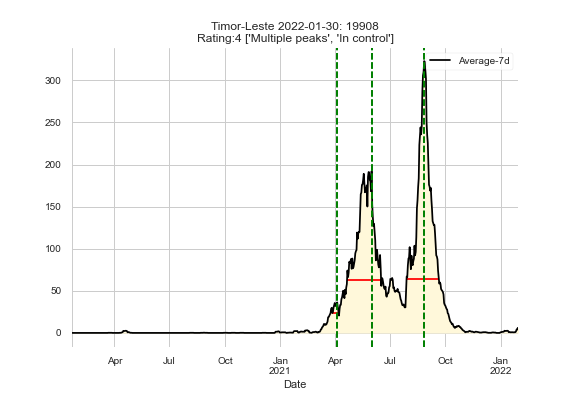 Timor-Leste 2022-01-30: 19908
Rating:4 ['Multiple peaks', 'In control']
Average-7d
300
250
200
150
100
50
0
Apr Jul Oct Jan Apr Jul Oct Jan
2021 2022
Date